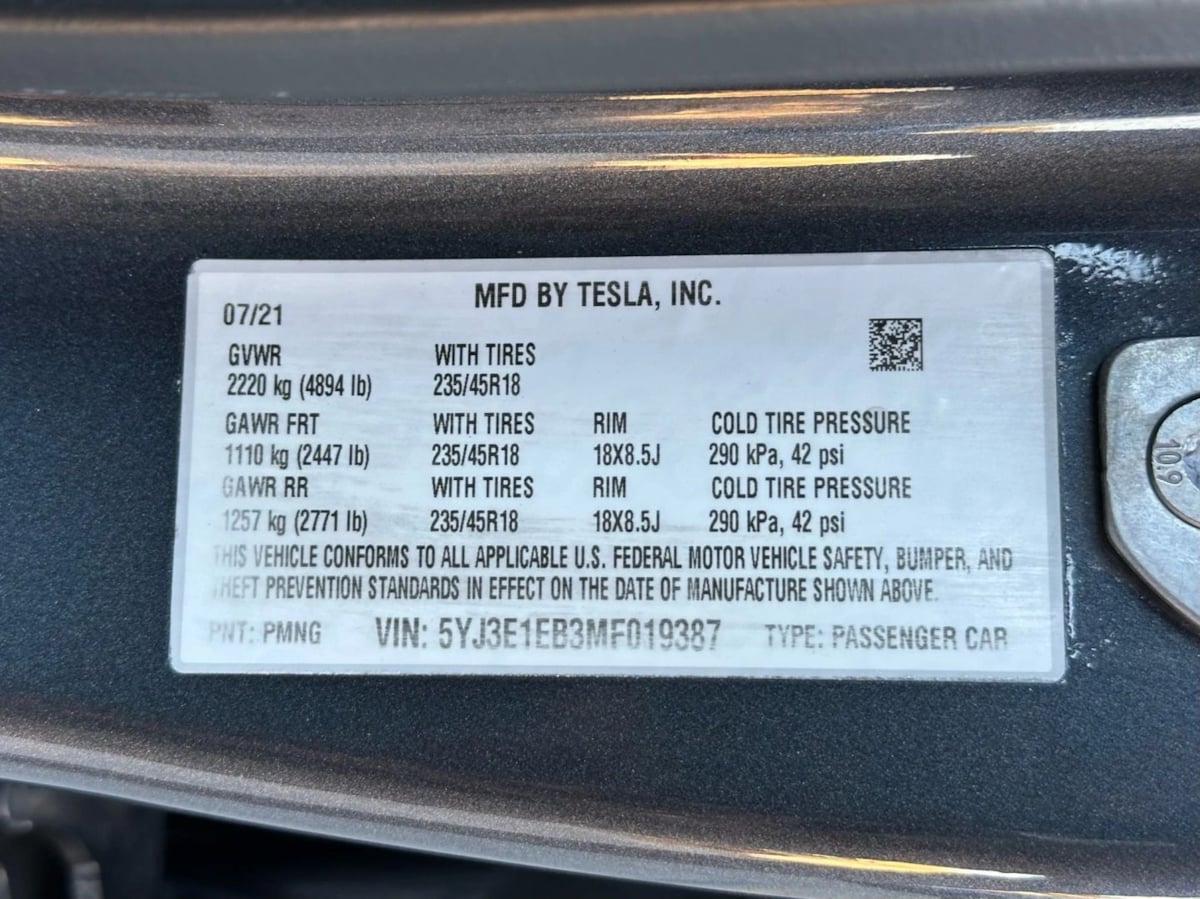 MFD BY TESLA, INC.
07/21
GVWR WITH TIRES
2220 kg (4894 lb) 235/45R18
GAWR FRT WITH TIRES RIM COLD TIRE PRESSURE
1110 kg (2447 lb) 235/45R18 18X8.5J 290 kPa, 42 psi
GAWR RR WITH TIRES RIM COLD TIRE PRESSURE
1257 kg (2771 lb) 235/45R18 18X8.5J 290 kPa, 42 psi
THIS VEHICLE CONFORMS TO ALL APPLICABLE U.S. FEDERAL MOTOR VEHICLE SAFETY, BUMPER, AND
THEFT PREVENTION STANDARDS IN EFFECT ON THE DATE OF MANUFACTURE SHOWN ABOVE.
PNT: PMNG VIN: 5YJ3E1EB3MF019387 TYPE: PASSENGER CAR
10.9